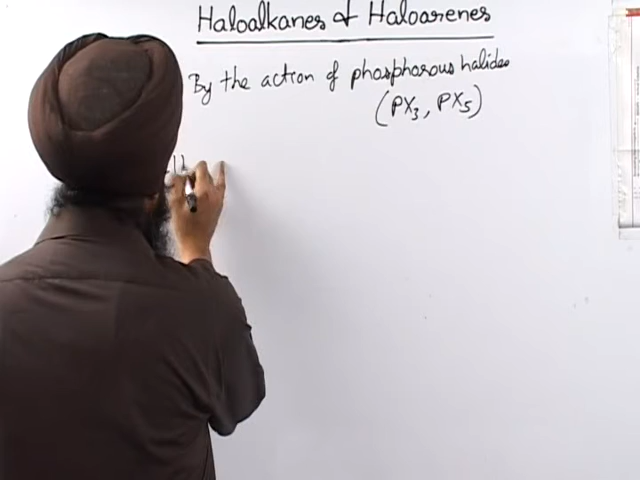 Haloalkanes & Haloarenes
By the action of phosphorous halides
(PX₃, PX₅)